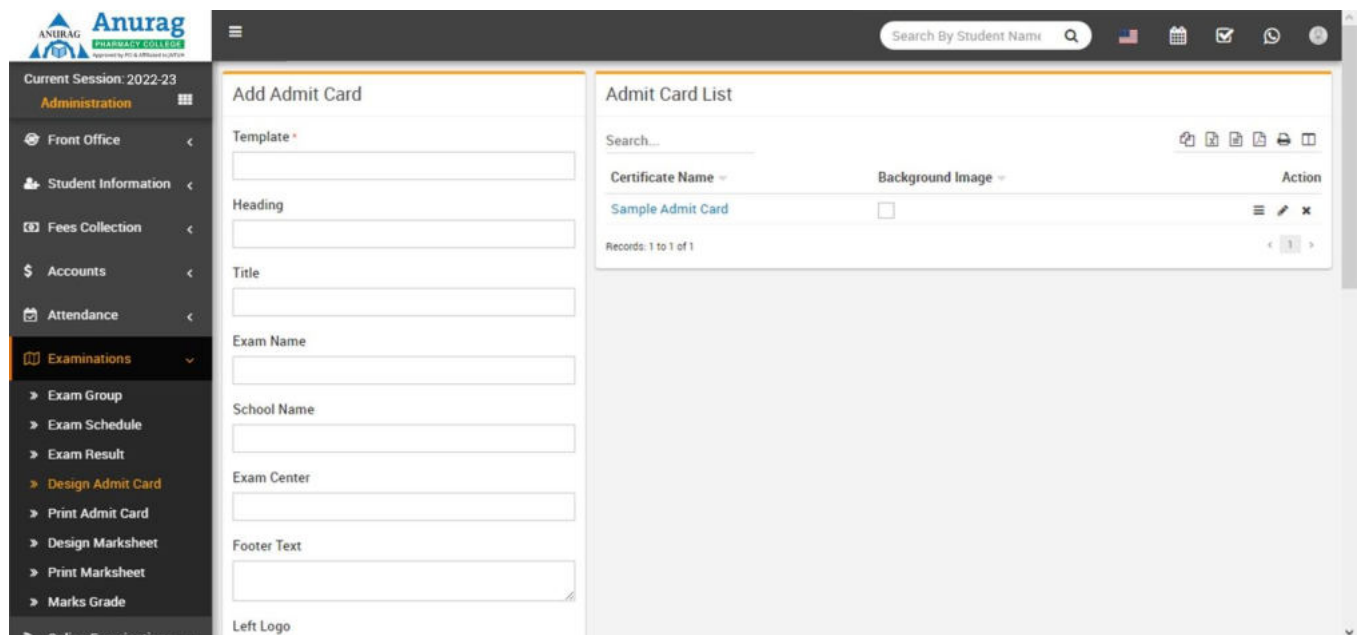 ANURAG
Anurag
PHARMACY COLLEGE
Search By Student Name
Current Session: 2022-23
Administration
Front Office
Student Information
Fees Collection
Accounts
Attendance
Examinations
Exam Group
Exam Schedule
Exam Result
Design Admit Card
Print Admit Card
Design Marksheet
Print Marksheet
Marks Grade
Add Admit Card
Template *
Heading
Title
Exam Name
School Name
Exam Center
Footer Text
Left Logo
Admit Card List
Search...
Certificate Name
Background Image
Action
Sample Admit Card
Records: 1 to 1 of 1
1